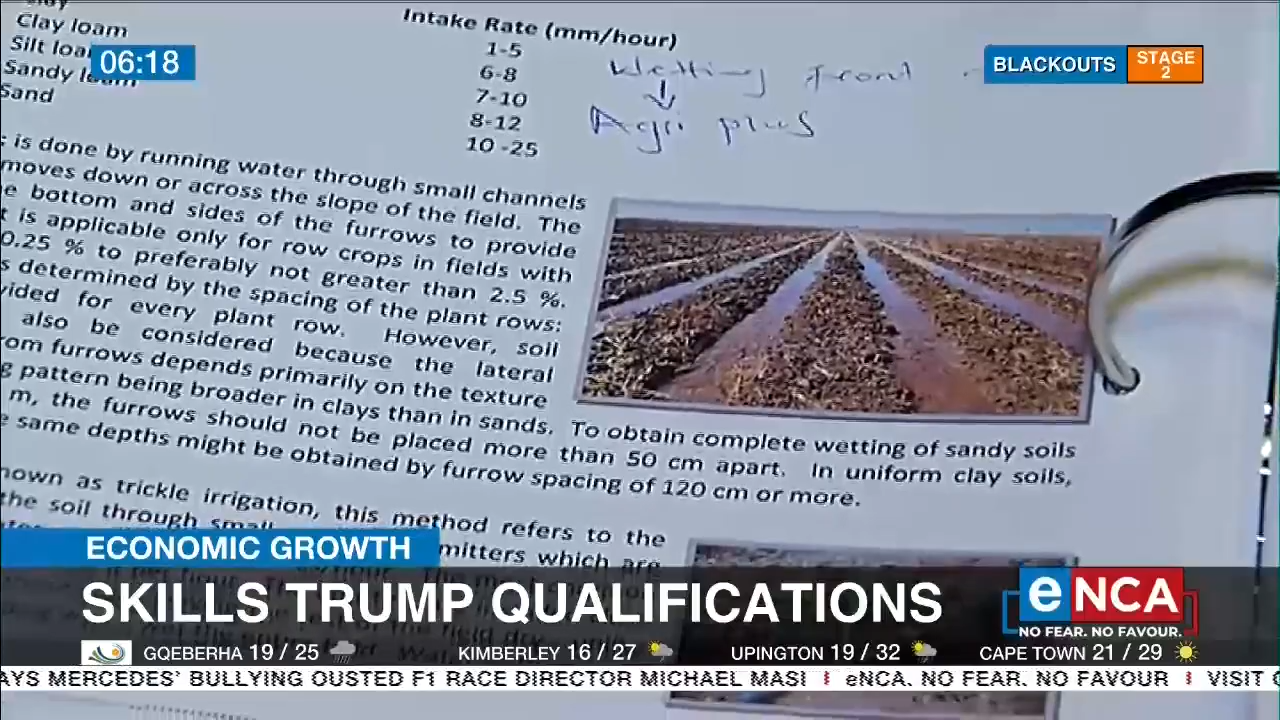 Clay loam
Intake Rate (mm/hour)
1-5
6-8
Sandy
7-10
Sand
8-12
10 -25
Wetting front
Agri plus
06:18
BLACKOUTS
STAGE
2
is done by running water through small channels
moves down or across the slope of the field. The
bottom and sides of the furrows to provide
is applicable only for row crops in fields with
0.25 % to preferably not greater than 2.5 %.
determined by the spacing of the plant rows:
for every plant row. However, soil
also be considered because the lateral
furrows depends primarily on the texture
pattern being broader in clays than in sands. To obtain complete wetting of sandy soils
m, the furrows should not be placed more than 50 cm apart. In uniform clay soils,
same depths might be obtained by furrow spacing of 120 cm or more.
as trickle irrigation, this method refers to the
the soil through small
which are
ECONOMIC GROWTH
SKILLS TRUMP QUALIFICATIONS
eNCA
NO FEAR. NO FAVOUR.
GQEBERHA 19 / 25 KIMBERLEY 16 / 27 UPINGTON 19 / 32 CAPE TOWN 21 / 29
MERCEDES' BULLYING OUSTED F1 RACE DIRECTOR MICHAEL MASI eNCA. NO FEAR. NO FAVOUR VISIT